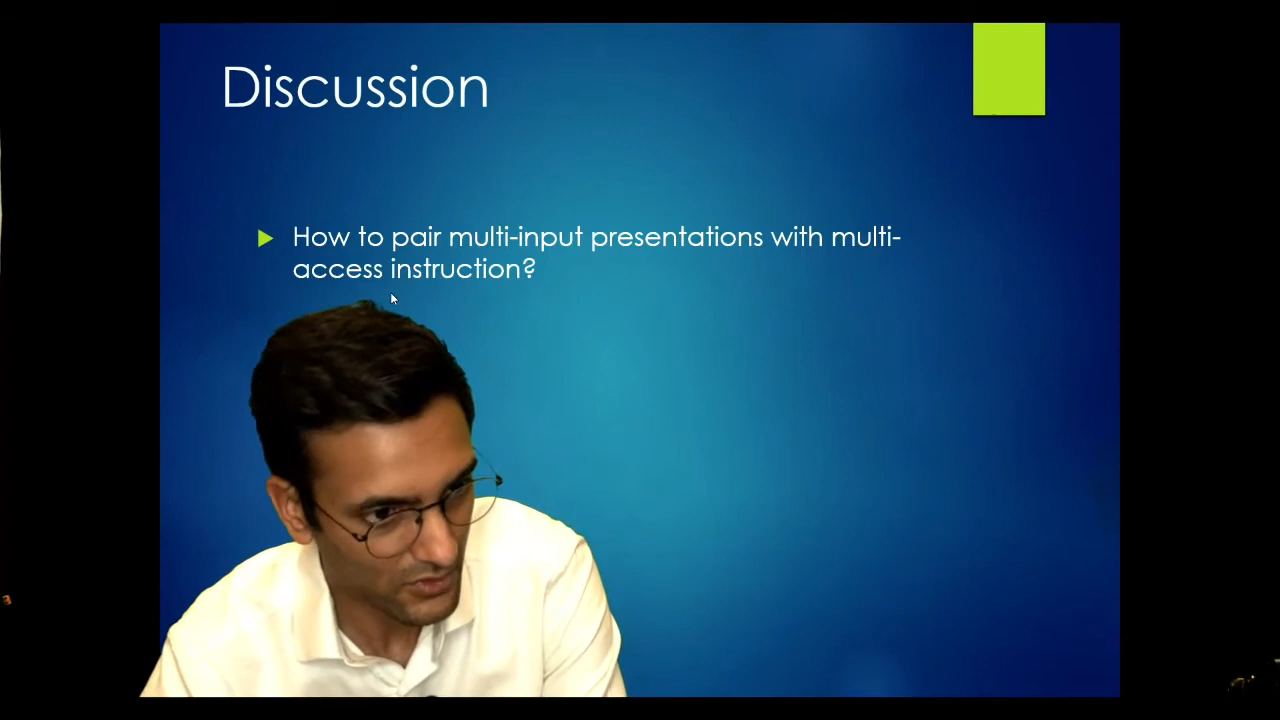 Discussion
How to pair multi-input presentations with multi-
access instruction?